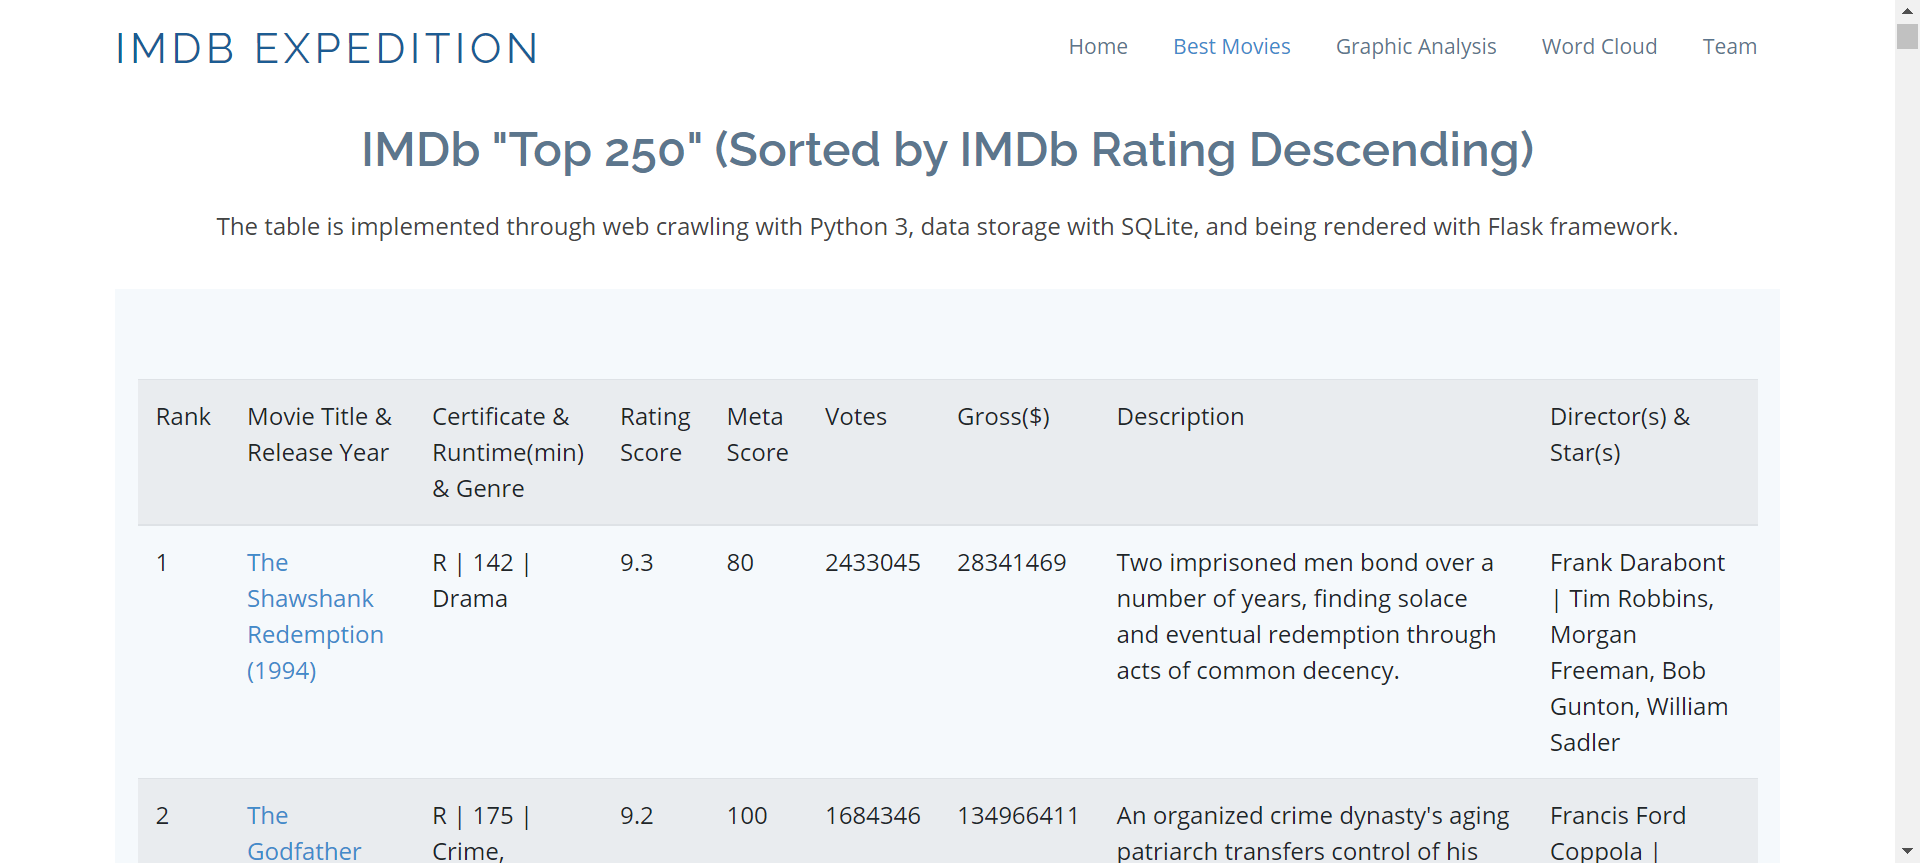 IMDB EXPEDITION
Home Best Movies Graphic Analysis Word Cloud Team
IMDb "Top 250" (Sorted by IMDb Rating Descending)
The table is implemented through web crawling with Python 3, data storage with SQLite, and being rendered with Flask framework.
Rank
Movie Title &
Release Year
Certificate &
Runtime(min)
& Genre
Rating
Score
Meta
Score
Votes
Gross($)
Description
Director(s) &
Star(s)
1
The
Shawshank
Redemption
(1994)
R | 142 |
Drama
9.3
80
2433045
28341469
Two imprisoned men bond over a
number of years, finding solace
and eventual redemption through
acts of common decency.
Frank Darabont
| Tim Robbins,
Morgan
Freeman, Bob
Gunton, William
Sadler
2
The
Godfather
R | 175 |
Crime,
9.2
100
1684346
134966411
An organized crime dynasty's aging
patriarch transfers control of his
Francis Ford
Coppola |